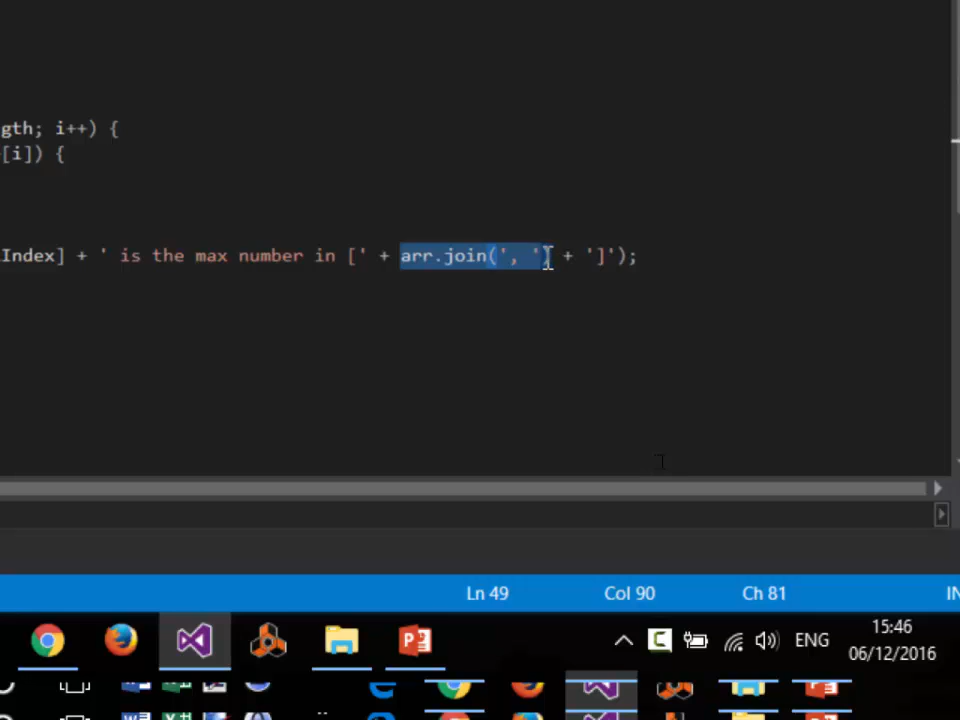 gth; i++) {
[i]) {
Index] + ' is the max number in [' + arr.join(', ') + ']');
Ln 49
Col 90
Ch 81
IN
ENG
15:46
06/12/2016